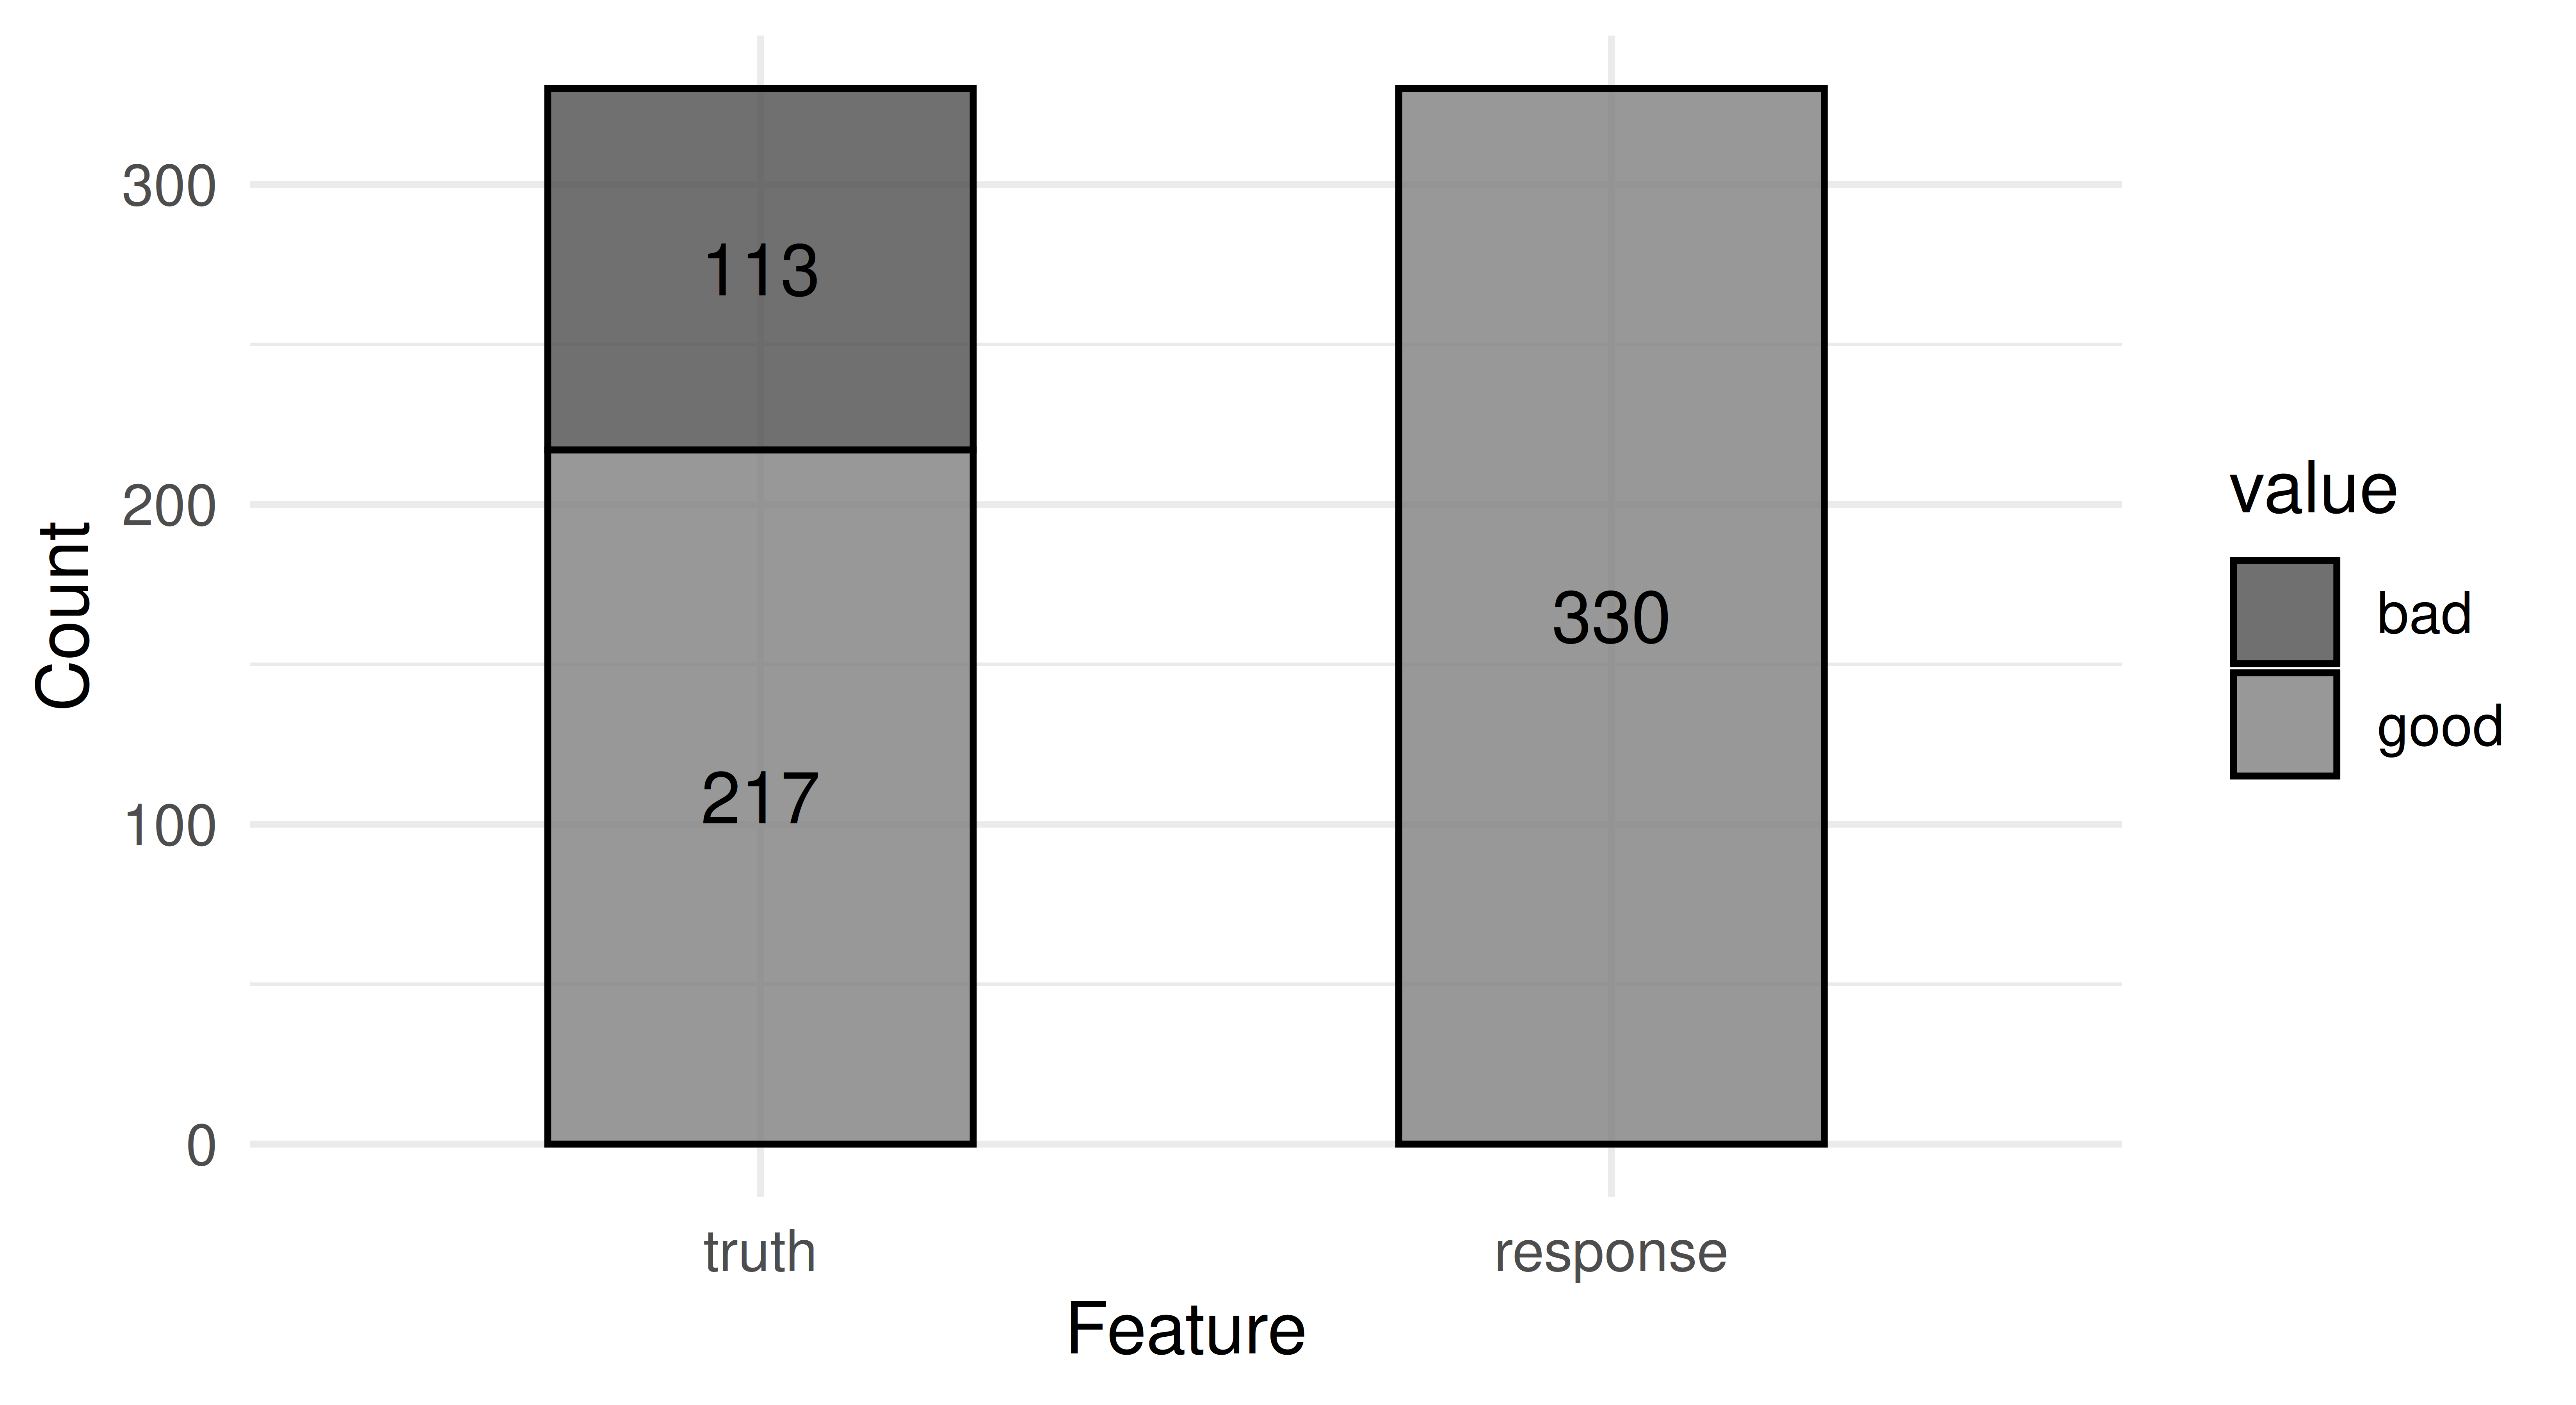 300
200
100
0
Count
113
217
330
truth
response
Feature
value
bad
good